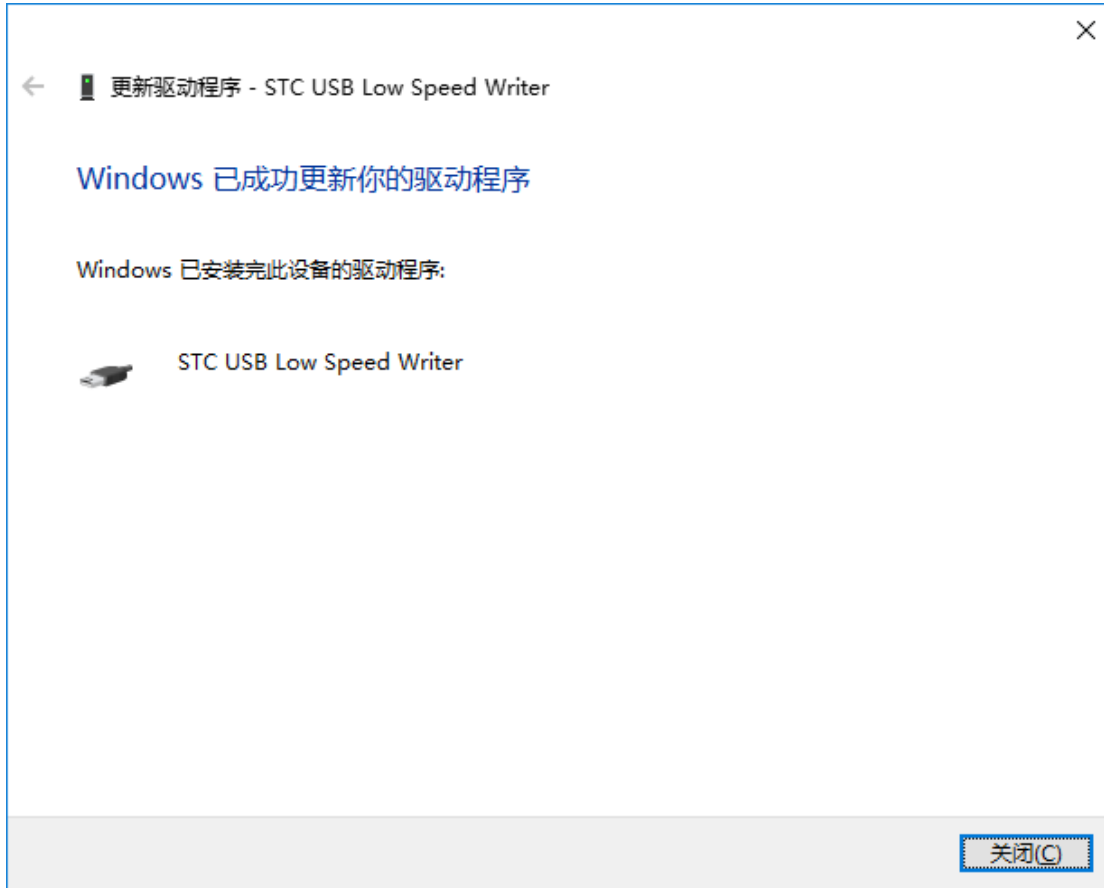 更新驱动程序 - STC USB Low Speed Writer
Windows 已成功更新你的驱动程序
Windows 已安装完此设备的驱动程序:
STC USB Low Speed Writer
关闭(C)